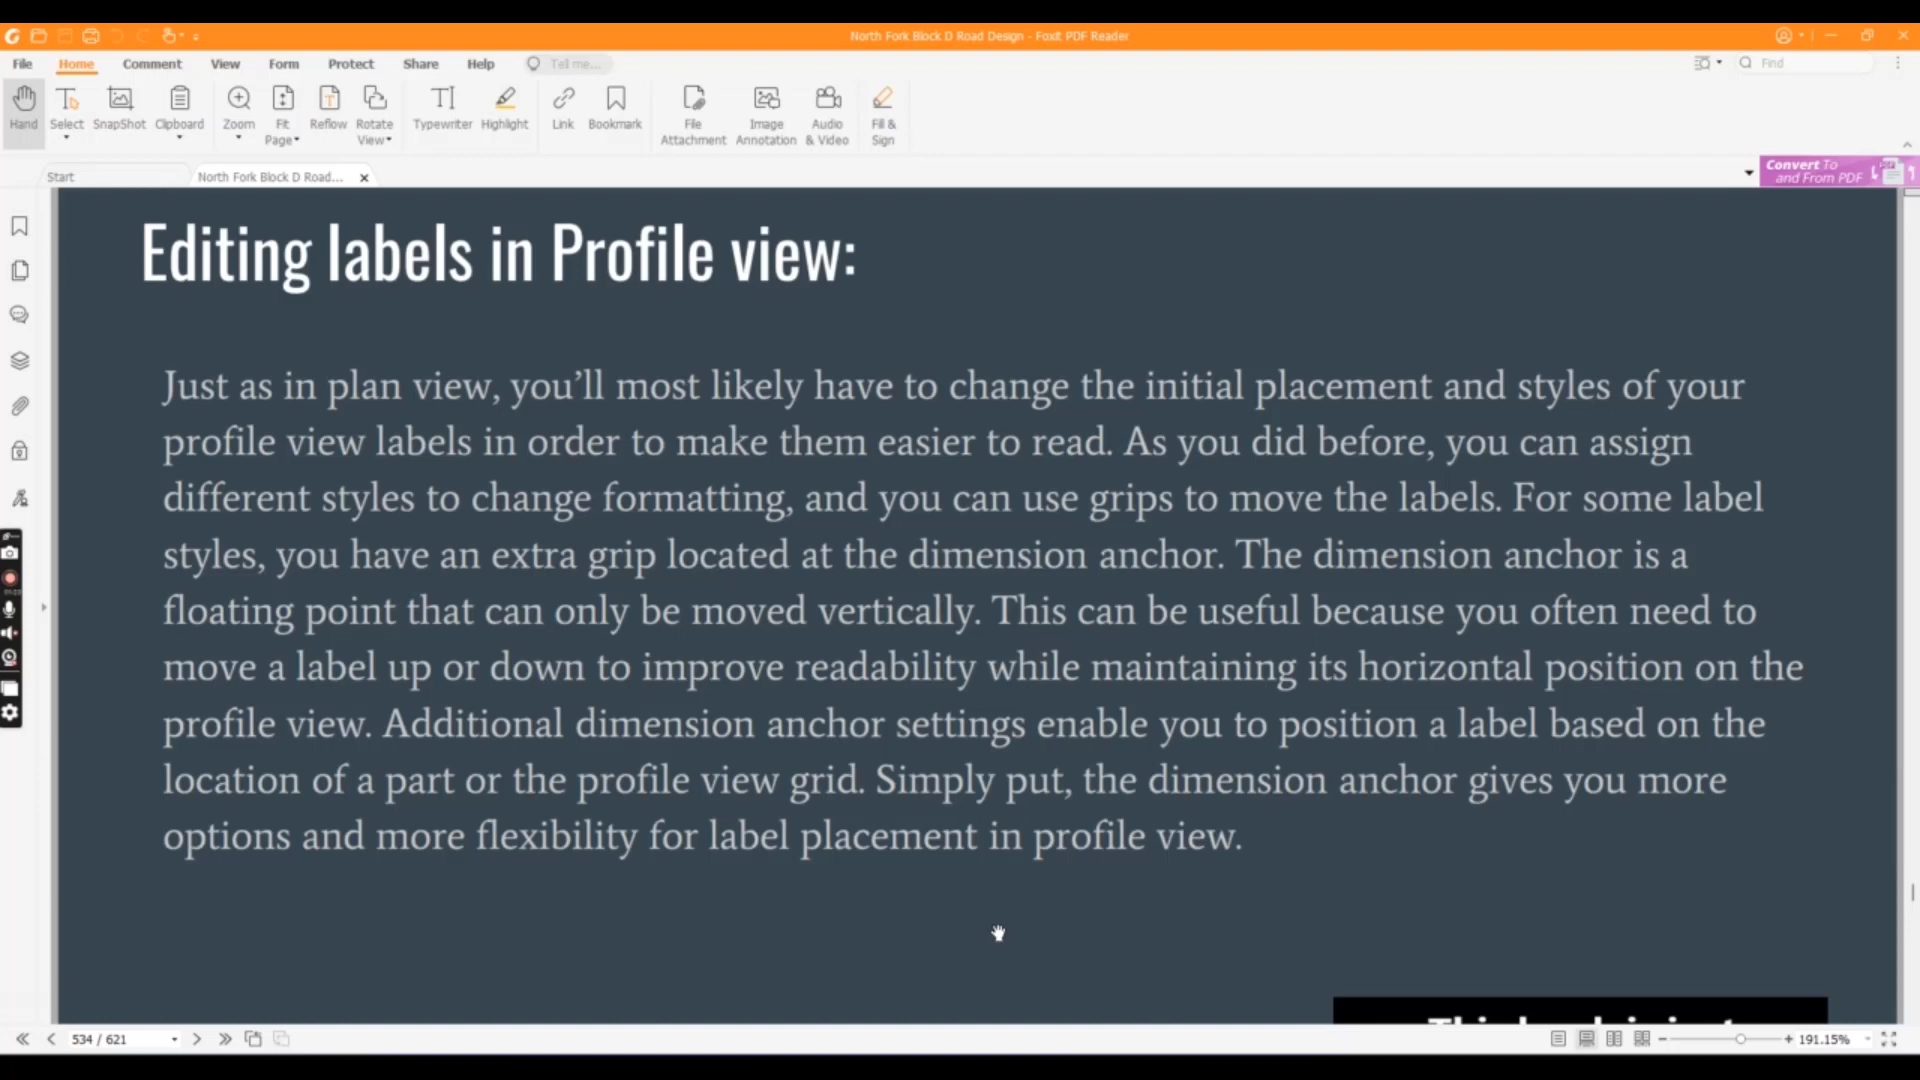 North Fork Block D Road Design - Foxit PDF Reader
File Home Comment View Form Protect Share Help Tell me... Find
Hand Select SnapShot Clipboard Zoom Fit Page Reflow Rotate View Typewriter Highlight Link Bookmark File Attachment Image Annotation Audio & Video Fill & Sign
Start North Fork Block D Road... Convert To and From PDF
Editing labels in Profile view:
Just as in plan view, you’ll most likely have to change the initial placement and styles of your
profile view labels in order to make them easier to read. As you did before, you can assign
different styles to change formatting, and you can use grips to move the labels. For some label
styles, you have an extra grip located at the dimension anchor. The dimension anchor is a
floating point that can only be moved vertically. This can be useful because you often need to
move a label up or down to improve readability while maintaining its horizontal position on the
profile view. Additional dimension anchor settings enable you to position a label based on the
location of a part or the profile view grid. Simply put, the dimension anchor gives you more
options and more flexibility for label placement in profile view.
534 / 621 191.15%